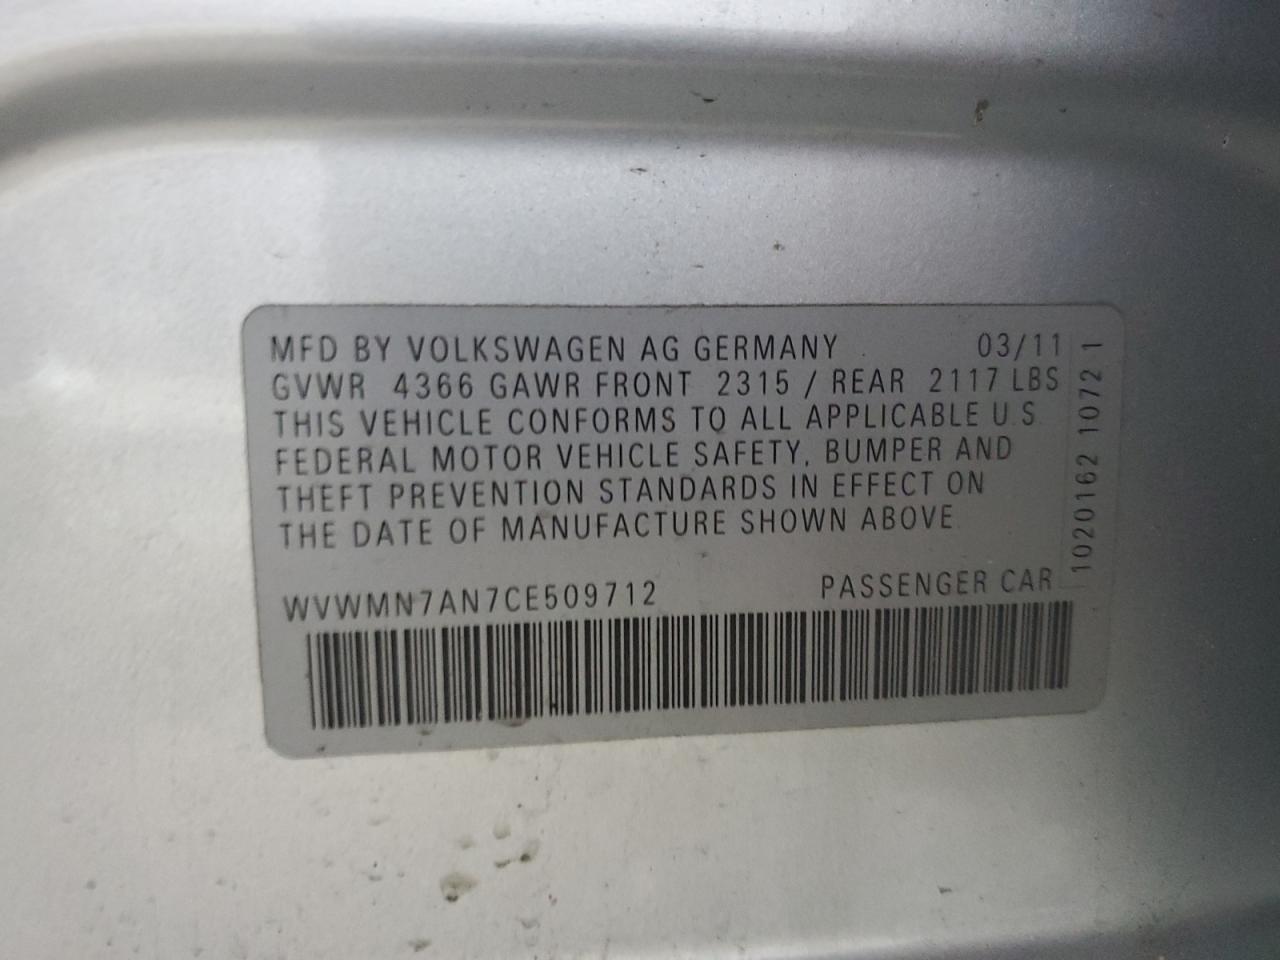 MFD BY VOLKSWAGEN AG GERMANY 03/11
GVWR 4366 GAWR FRONT 2315 / REAR 2117 LBS
THIS VEHICLE CONFORMS TO ALL APPLICABLE U.S.
FEDERAL MOTOR VEHICLE SAFETY, BUMPER AND
THEFT PREVENTION STANDARDS IN EFFECT ON
THE DATE OF MANUFACTURE SHOWN ABOVE.
WVWMN7AN7CE509712 PASSENGER CAR
1020162 1072 1